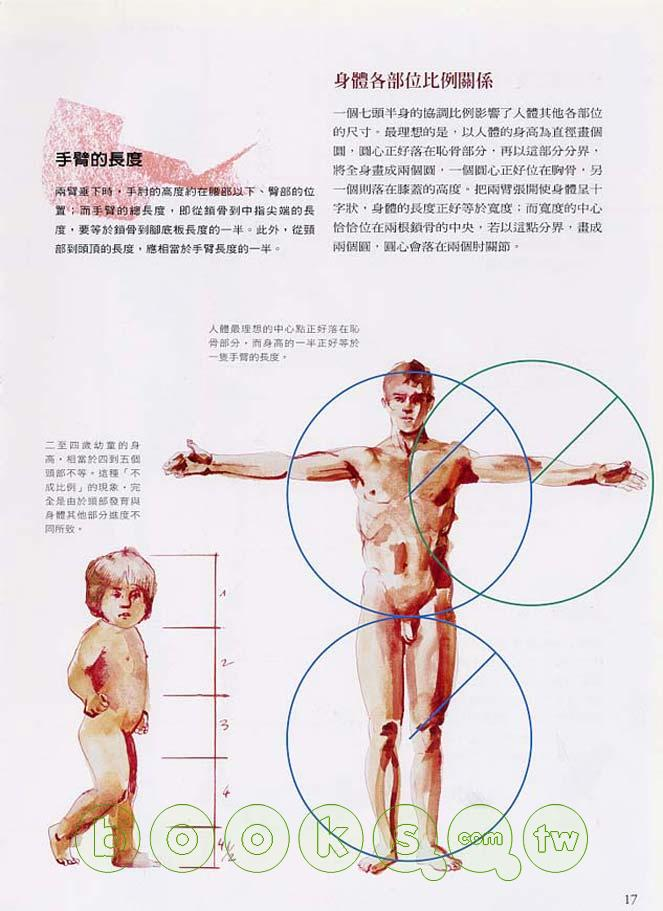 身體各部位比例關係
一個七頭半身的協調比例影響了人體其他各部位
的尺寸。最理想的是，以人體的身高為直徑畫個
圓，圓心正好落在恥骨部分，再以這部分分界，
將全身畫成兩個圓，一個圓心正好位在胸骨，另
一個則落在膝蓋的高度。把兩臂張開使身體呈十
字狀，身體的長度正好等於寬度；而寬度的中心
恰恰位在兩根鎖骨的中央，若以這點分界，畫成
兩個圓，圓心會落在兩個肘關節。
手臂的長度
兩臂垂下時，手肘的高度約在腰部以下、臀部的位
置；而手臂的總長度，即從鎖骨到中指尖端的長
度，要等於鎖骨到腳底板長度的一半。此外，從頸
部到頭頂的長度，應相當於手臂長度的一半。
人體最理想的中心點正好落在恥
骨部分，而身高的一半正好等於
一隻手臂的長度。
二至四歲幼童的身
高，相當於四到五個
頭部不等。這種「不
成比例」的現象，完
全是由於頭部發育與
身體其他部分進度不
同所致。
1
2
3
4
4 1/2
books.com.tw
17